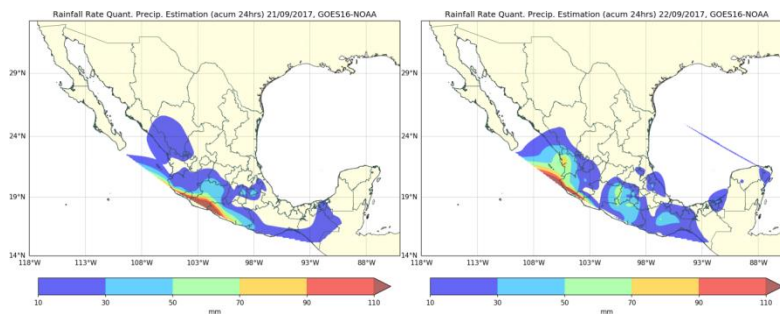 Rainfall Rate Quant. Precip. Estimation (acum 24hrs) 21/09/2017, GOES16-NOAA
29°N
24°N
19°N
14°N
118°W 113°W 108°W 103°W 98°W 93°W 88°W
10 30 50 70 90 110
mm
Rainfall Rate Quant. Precip. Estimation (acum 24hrs) 22/09/2017, GOES16-NOAA
29°N
24°N
19°N
14°N
118°W 113°W 108°W 103°W 98°W 93°W 88°W
10 30 50 70 90 110
mm